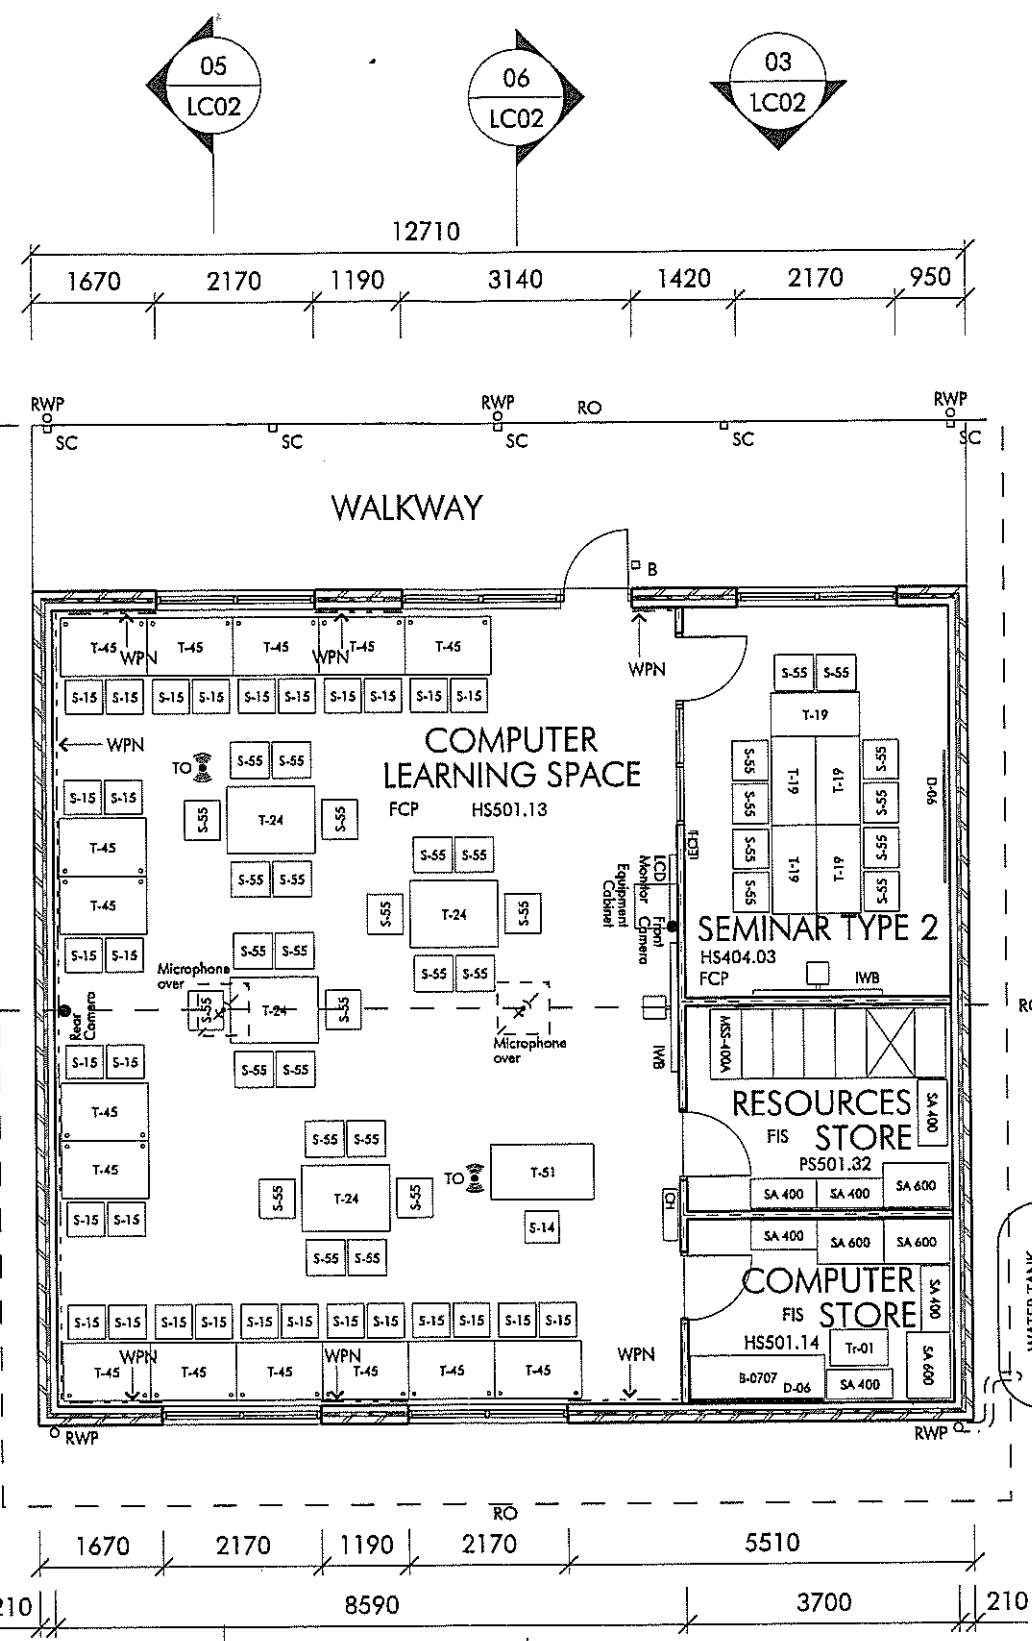 05
LC02
06
LC02
03
LC02
12710
1670 2170 1190 3140 1420 2170 950
RWP RWP RO RWP
SC SC SC SC SC
WALKWAY
B
T-45 T-45 T-45 T-45 T-45
WPN WPN WPN
S-15 S-15 S-15 S-15 S-15 S-15 S-15 S-15 S-15 S-15
S-55 S-55
T-19
WPN
COMPUTER
LEARNING SPACE
FCP HS501.13
TO
S-55 S-55
S-55 T-24 S-55
S-55 S-55
S-15 S-15
T-45
T-45
S-15 S-15
S-55 S-55
S-55 T-24 S-55
S-55 S-55
S-55 T-19 T-19 S-55
S-55 S-55
S-55 T-19 T-19 S-55
S-55 S-55
D-06
LCD
Monitor
Equipment
Cabinet
Front
Camera
SEMINAR TYPE 2
HS404.03
FCP
IWB
S-55 S-55
Microphone
over
S-55 T-24 S-55
S-55 S-55
Rear
Camera
Microphone
over
IWB
MSS-400A
S-15 S-15
T-45
T-45
S-15 S-15
RESOURCES
FIS STORE
PS501.32
SA 400
SA 400 SA 400 SA 600
S-55 S-55
S-55 T-24 S-55
S-55 S-55
TO
T-51
S-14
CH
SA 400 SA 600 SA 600
COMPUTER
FIS STORE
HS501.14
SA 400
Tr-01
SA 600
B-0707 D-06 SA 400
S-15 S-15 S-15 S-15 S-15 S-15 S-15 S-15 S-15 S-15 S-15 S-15
T-45 T-45 T-45 T-45 T-45 T-45
WPN WPN WPN
RWP RWP
RO
1670 2170 1190 2170 5510
210 8590 3700 210